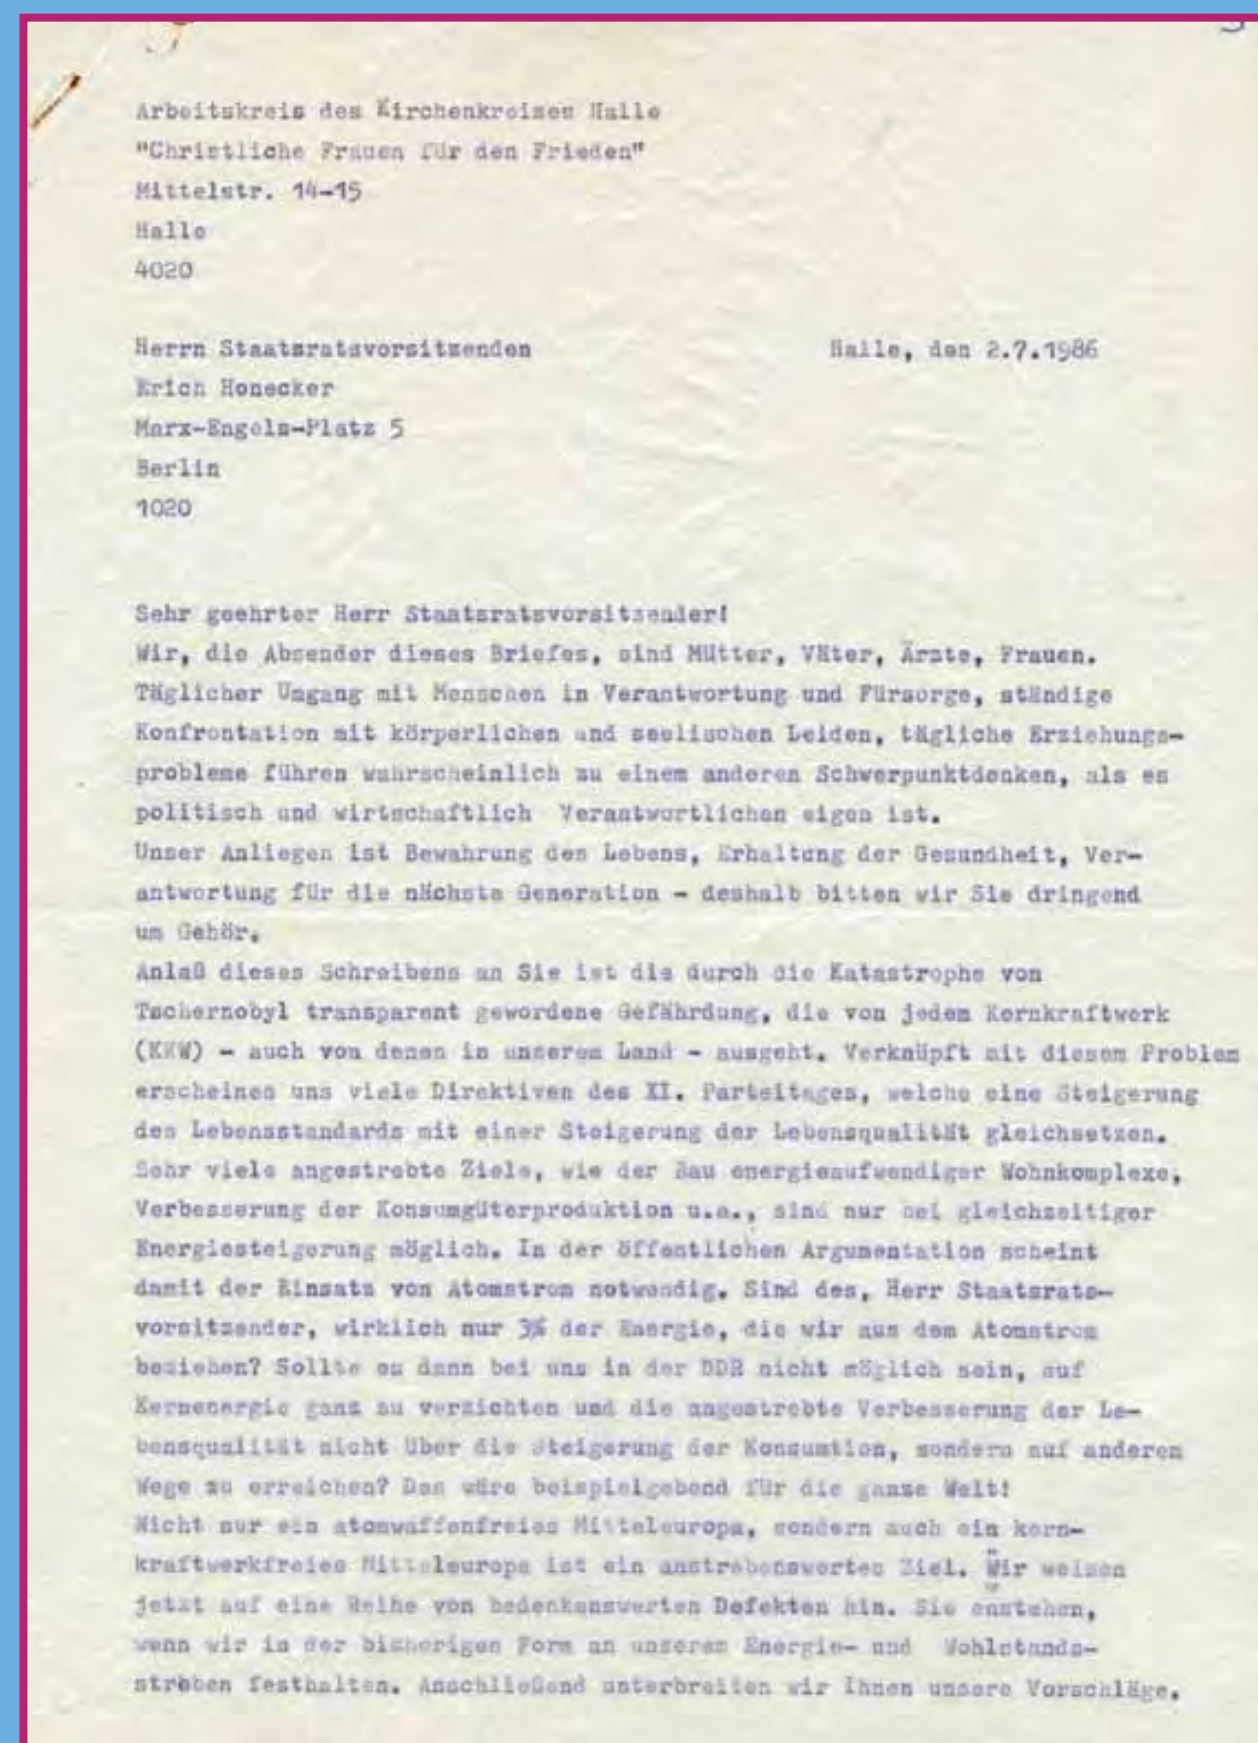 Arbeitskreis des Kirchenkreises Halle
"Christliche Frauen für den Frieden"
Mittelstr. 14-15
Halle
4020
Herrn Staatsratsvorsitzenden
Halle, den 2.7.1986
Erich Honecker
Marx-Engels-Platz 5
Berlin
1020
Sehr geehrter Herr Staatsratsvorsitzender!
Wir, die Absender dieses Briefes, sind Mütter, Väter, Ärzte, Frauen.
Täglicher Umgang mit Menschen in Verantwortung und Fürsorge, ständige
Konfrontation mit körperlichen und seelischen Leiden, tägliche Erziehungs-
probleme führen wahrscheinlich zu einem anderen Schwerpunktdenken, als es
politisch und wirtschaftlich Verantwortlichen eigen ist.
Unser Anliegen ist Bewahrung des Lebens, Erhaltung der Gesundheit, Ver-
antwortung für die nächste Generation - deshalb bitten wir Sie dringend
um Gehör.
Anlaß dieses Schreibens an Sie ist die durch die Katastrophe von
Tschernobyl transparent gewordene Gefährdung, die von jedem Kernkraftwerk
(KKW) - auch von denen in unserem Land - ausgeht. Verknüpft mit diesem Problem
erscheinen uns viele Direktiven des XI. Parteitages, welche eine Steigerung
des Lebensstandards mit einer Steigerung der Lebensqualität gleichsetzen.
Sehr viele angestrebte Ziele, wie der Bau energieaufwendiger Wohnkomplexe,
Verbesserung der Konsumgüterproduktion u.a., sind nur bei gleichzeitiger
Energiesteigerung möglich. In der öffentlichen Argumentation scheint
damit der Einsatz von Atomstrom notwendig. Sind des, Herr Staatsrats-
vorsitzender, wirklich nur 3% der Energie, die wir aus dem Atomstrom
beziehen? Sollte es dann bei uns in der DDR nicht möglich sein, auf
Kernenergie ganz zu verzichten und die angestrebte Verbesserung der Le-
bensqualität nicht über die Steigerung der Konsumtion, sondern auf anderem
Wege zu erreichen? Das wäre beispielgebend für die ganze Welt!
Nicht nur ein atomwaffenfreies Mitteleuropa, sondern auch ein kern-
kraftwerkfreies Mitteleuropa ist ein anstrebenswertes Ziel. Wir weisen
jetzt auf eine Reihe von bedenkenswerten Defekten hin. Sie enstehen,
wenn wir in der bisherigen Form an unserem Energie- und Wohlstands-
streben festhalten. Anschließend unterbreiten wir Ihnen unsere Vorschläge.